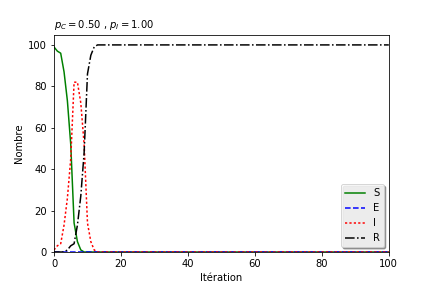 p_C = 0.50 , p_I = 1.00
100
80
60
40
20
0
Nombre
S
E
I
R
0 20 40 60 80 100
Itération